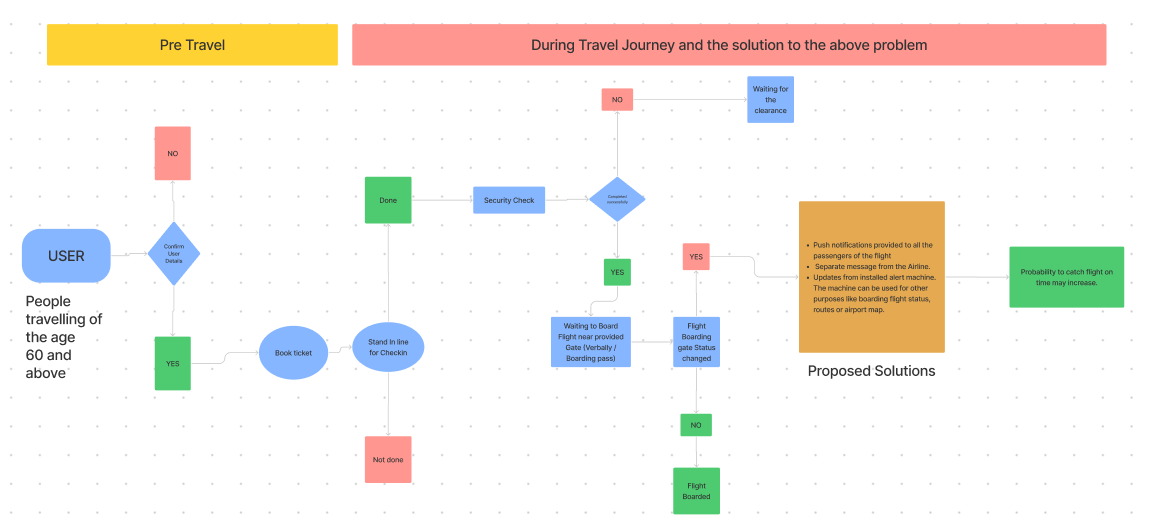 Pre Travel
During Travel Journey and the solution to the above problem
NO
Waiting for
the
clearance
NO
Done
Security Check
Completed
successfully
USER
Confirm
User
Details
People
travelling of
the age
60 and
above
YES
Book ticket
Stand In line
for Checkin
Not done
YES
Waiting to Board
Flight near provided
Gate (Verbally /
Boarding pass)
YES
Flight
Boarding
gate Status
changed
NO
Flight
Boarded
• Push notifications provided to all the
passengers of the flight
• Separate message from the Airline.
• Updates from installed alert machine.
The machine can be used for other
purposes like boarding flight status,
routes or airport map.
Proposed Solutions
Probability to catch flight on
time may increase.